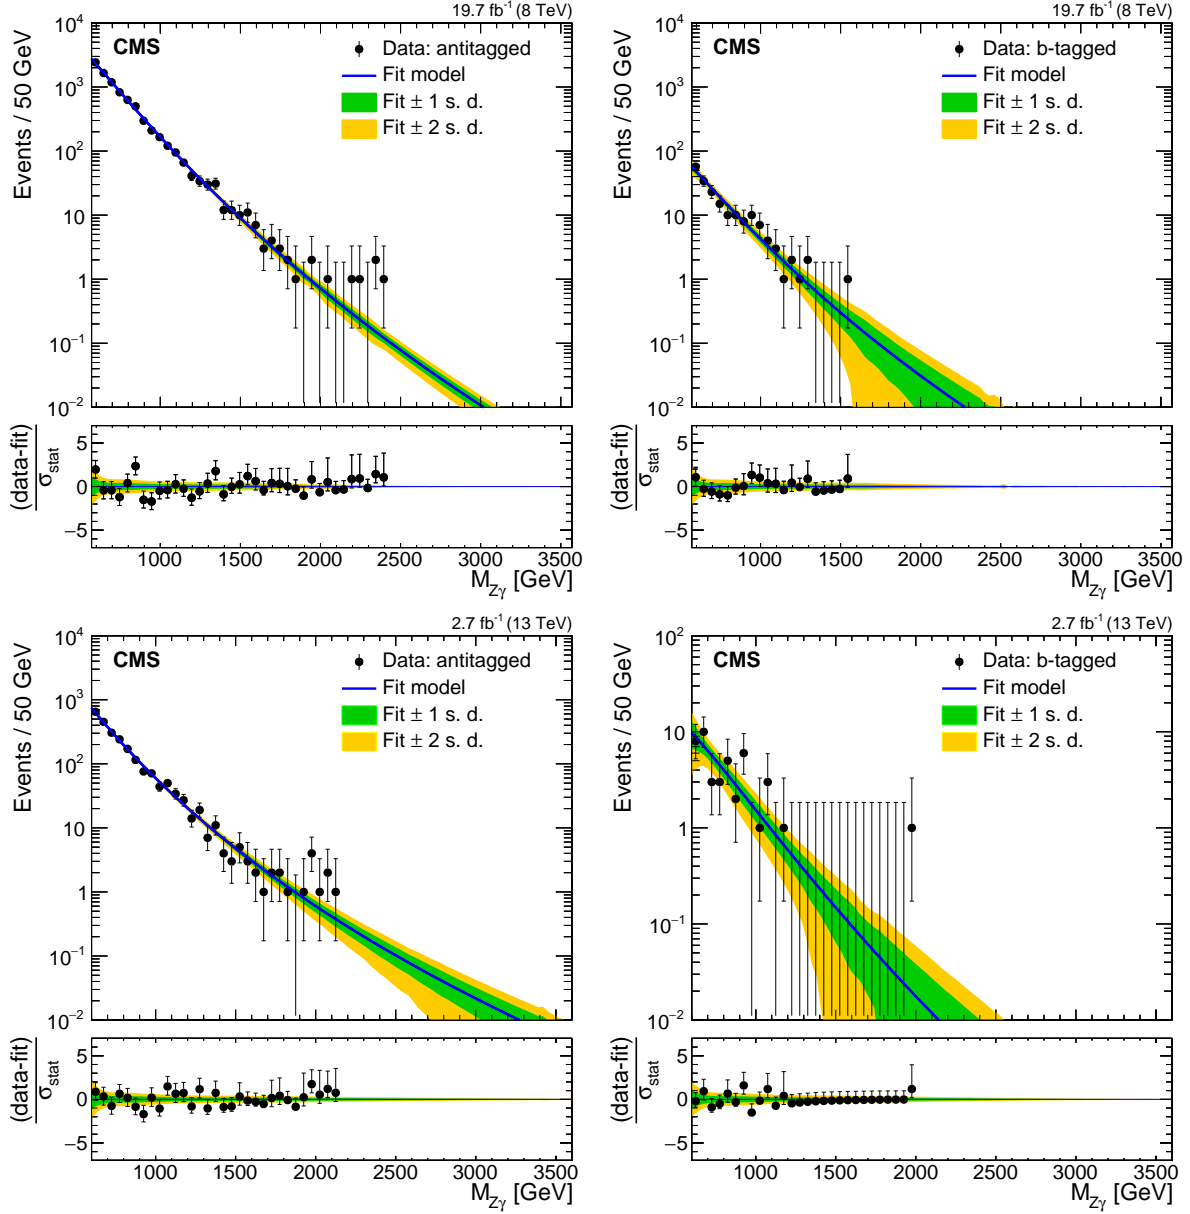 19.7 fb⁻¹ (8 TeV)
CMS
Data: antitagged
Fit model
Fit ± 1 s. d.
Fit ± 2 s. d.
Events / 50 GeV
10⁴
10³
10²
10
1
10⁻¹
10⁻²
(data-fit)
σstat
5
0
−5
1000 1500 2000 2500 3000 3500
M_Zγ [GeV]
19.7 fb⁻¹ (8 TeV)
CMS
Data: b-tagged
Fit model
Fit ± 1 s. d.
Fit ± 2 s. d.
Events / 50 GeV
10⁴
10³
10²
10
1
10⁻¹
10⁻²
(data-fit)
σstat
5
0
−5
1000 1500 2000 2500 3000 3500
M_Zγ [GeV]
2.7 fb⁻¹ (13 TeV)
CMS
Data: antitagged
Fit model
Fit ± 1 s. d.
Fit ± 2 s. d.
Events / 50 GeV
10⁴
10³
10²
10
1
10⁻¹
10⁻²
(data-fit)
σstat
5
0
−5
1000 1500 2000 2500 3000 3500
M_Zγ [GeV]
2.7 fb⁻¹ (13 TeV)
CMS
Data: b-tagged
Fit model
Fit ± 1 s. d.
Fit ± 2 s. d.
Events / 50 GeV
10²
10
1
10⁻¹
10⁻²
(data-fit)
σstat
5
0
−5
1000 1500 2000 2500 3000 3500
M_Zγ [GeV]